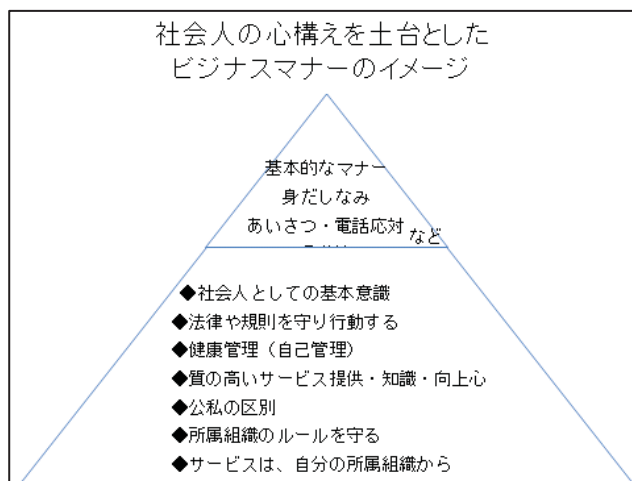 社会人の心構えを土台とした
ビジナスマナーのイメージ
基本的なマナー
身だしなみ
あいさつ・電話応対
など
◆社会人としての基本意識
◆法律や規則を守り行動する
◆健康管理（自己管理）
◆質の高いサービス提供・知識・向上心
◆公私の区別
◆所属組織のルールを守る
◆サービスは、自分の所属組織から